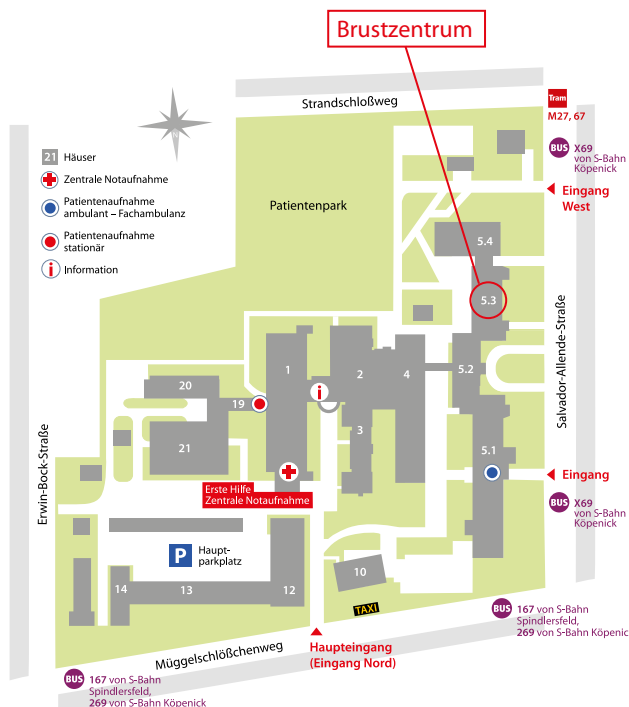 Brustzentrum
Strandschloßweg
Tram
M27, 67
BUS X69
von S-Bahn
Köpenick
21 Häuser
Zentrale Notaufnahme
Patientenaufnahme
ambulant – Fachambulanz
Patientenaufnahme
stationär
i Information
Patientenpark
Eingang
West
5.4
5.3
Salvador-Allende-Straße
1
2
4
5.2
20
i
19
3
21
5.1
Erwin-Bock-Straße
Erste Hilfe
Zentrale Notaufnahme
Eingang
BUS X69
von S-Bahn
Köpenick
P Haupt-
parkplatz
10
14
13
12
TAXI
BUS 167 von S-Bahn
Spindlersfeld,
269 von S-Bahn Köpenic
Haupteingang
(Eingang Nord)
Müggelschlößchenweg
BUS 167 von S-Bahn
Spindlersfeld,
269 von S-Bahn Köpenick